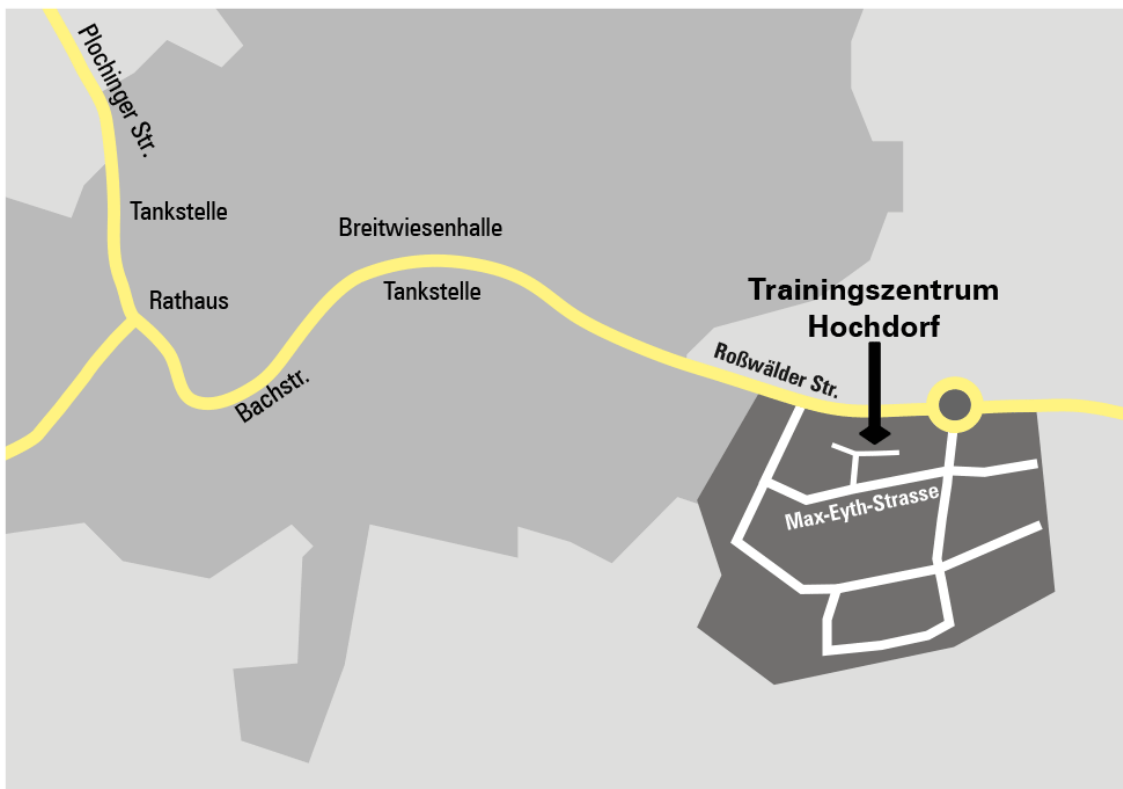 Plochinger Str.
Tankstelle
Breitwiesenhalle
Rathaus
Tankstelle
Trainingszentrum
Hochdorf
Roßwälder Str.
Bachstr.
Max-Eyth-Strasse